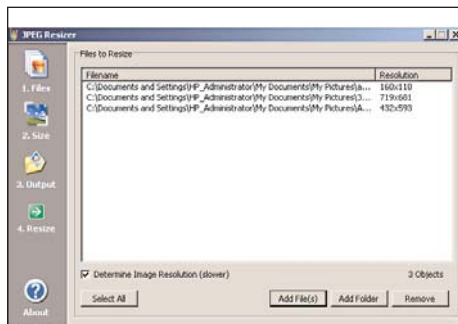 JPEG Resizer
1. Files
2. Size
3. Output
4. Resize
About
Files to Resize
Filename Resolution
C:\Documents and Settings\HP_Administrator\My Documents\My Pictures\a... 160x110
C:\Documents and Settings\HP_Administrator\My Documents\My Pictures\3... 719x601
C:\Documents and Settings\HP_Administrator\My Documents\My Pictures\A... 432x593
Determine Image Resolution (slower) 3 Objects
Select All Add File(s) Add Folder Remove